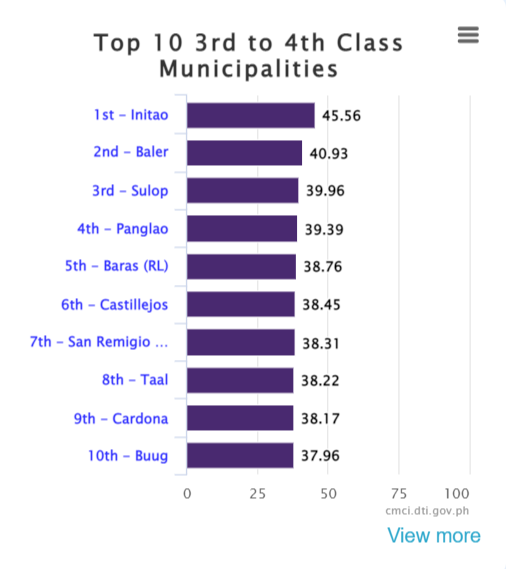 Top 10 3rd to 4th Class
Municipalities
1st – Initao 45.56
2nd – Baler 40.93
3rd – Sulop 39.96
4th – Panglao 39.39
5th – Baras (RL) 38.76
6th – Castillejos 38.45
7th – San Remigio ... 38.31
8th – Taal 38.22
9th – Cardona 38.17
10th – Buug 37.96
0 25 50 75 100
cmci.dti.gov.ph
View more